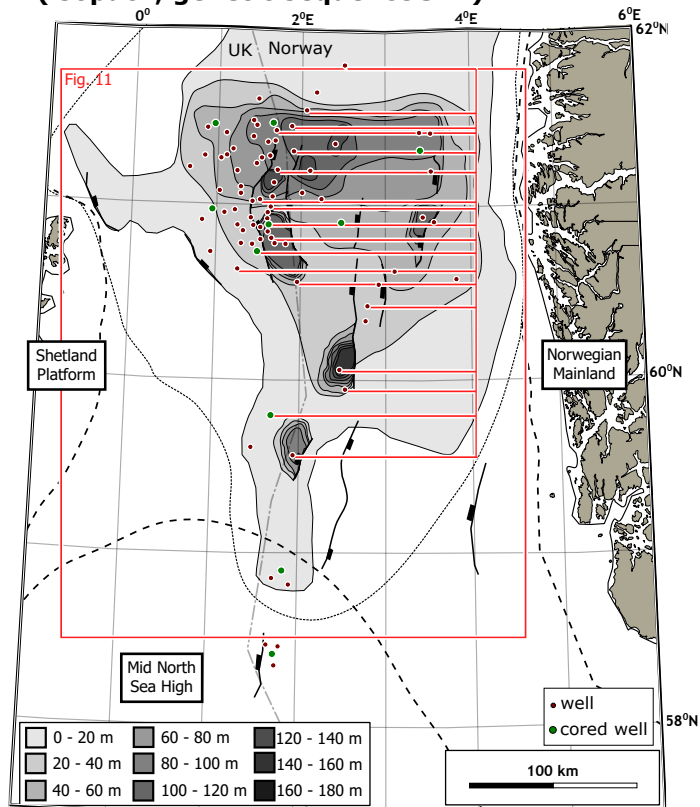 0⁰ 2⁰E 4⁰E 6⁰E
62⁰N
UK Norway
Fig. 11
Shetland
Platform
Norwegian
Mainland
60⁰N
Mid North
Sea High
well
cored well
58⁰N
0 - 20 m 60 - 80 m 120 - 140 m
20 - 40 m 80 - 100 m 140 - 160 m
40 - 60 m 100 - 120 m 160 - 180 m
100 km